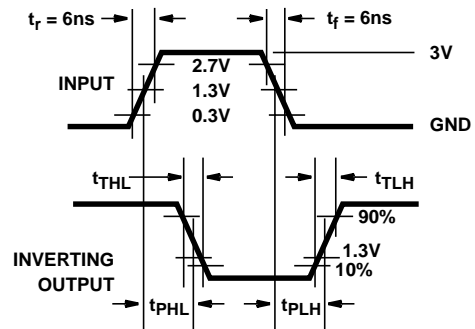 tr = 6ns
tf = 6ns
3V
INPUT
2.7V
1.3V
0.3V
GND
tTHL
tTLH
90%
INVERTING
OUTPUT
1.3V
10%
tPHL
tPLH